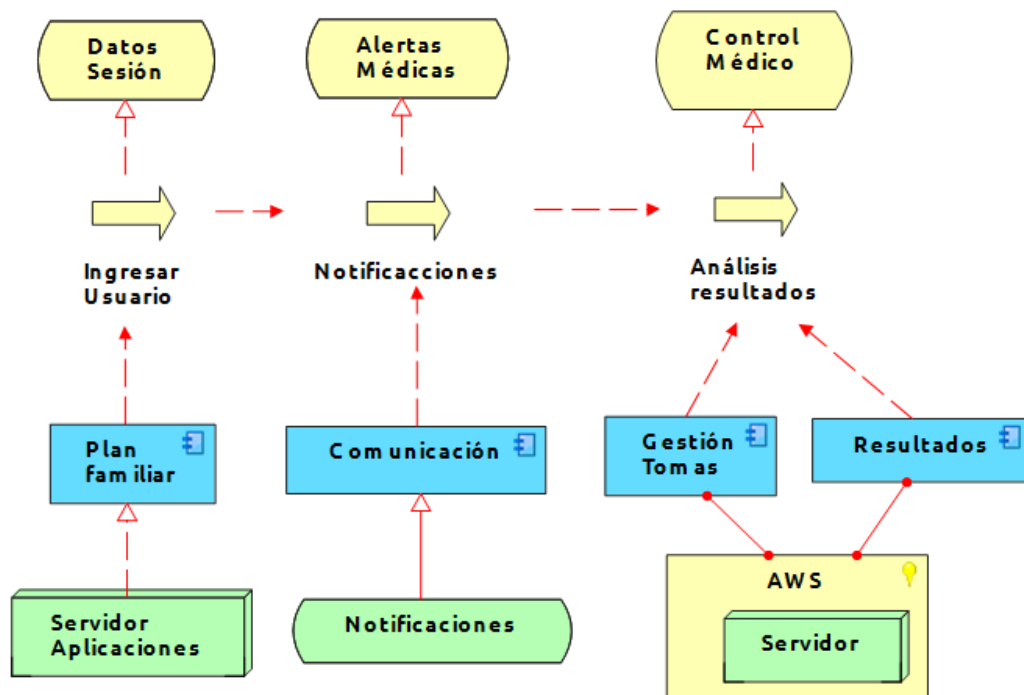 Datos
Sesión
Alertas
Médicas
Control
Médico
Ingresar
Usuario
Notificacciones
Análisis
resultados
Plan
familiar
Comunicación
Gestión
Tomas
Resultados
Servidor
Aplicaciones
Notificaciones
AWS
Servidor